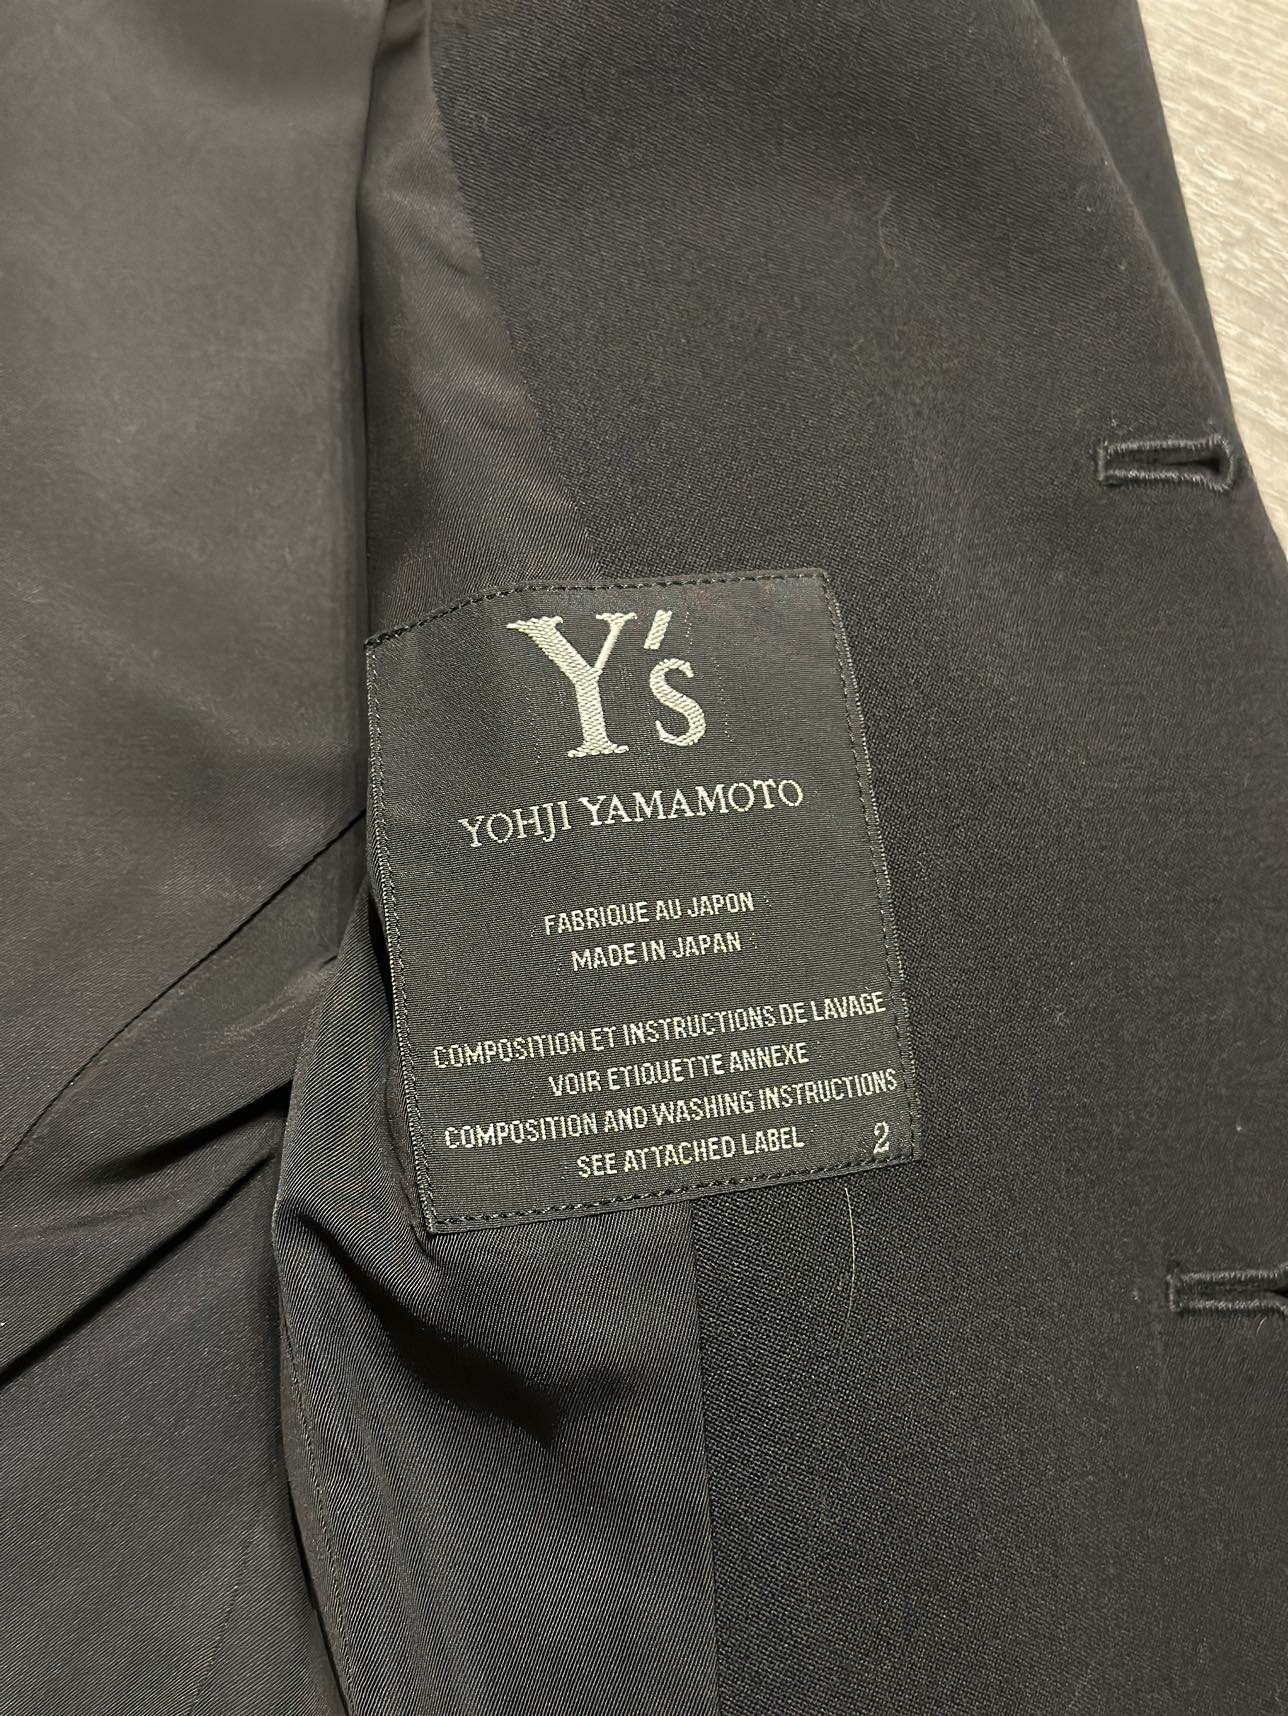 Y's
YOHJI YAMAMOTO
FABRIQUE AU JAPON
MADE IN JAPAN
COMPOSITION ET INSTRUCTIONS DE LAVAGE
VOIR ETIQUETTE ANNEXE
COMPOSITION AND WASHING INSTRUCTIONS
SEE ATTACHED LABEL 2